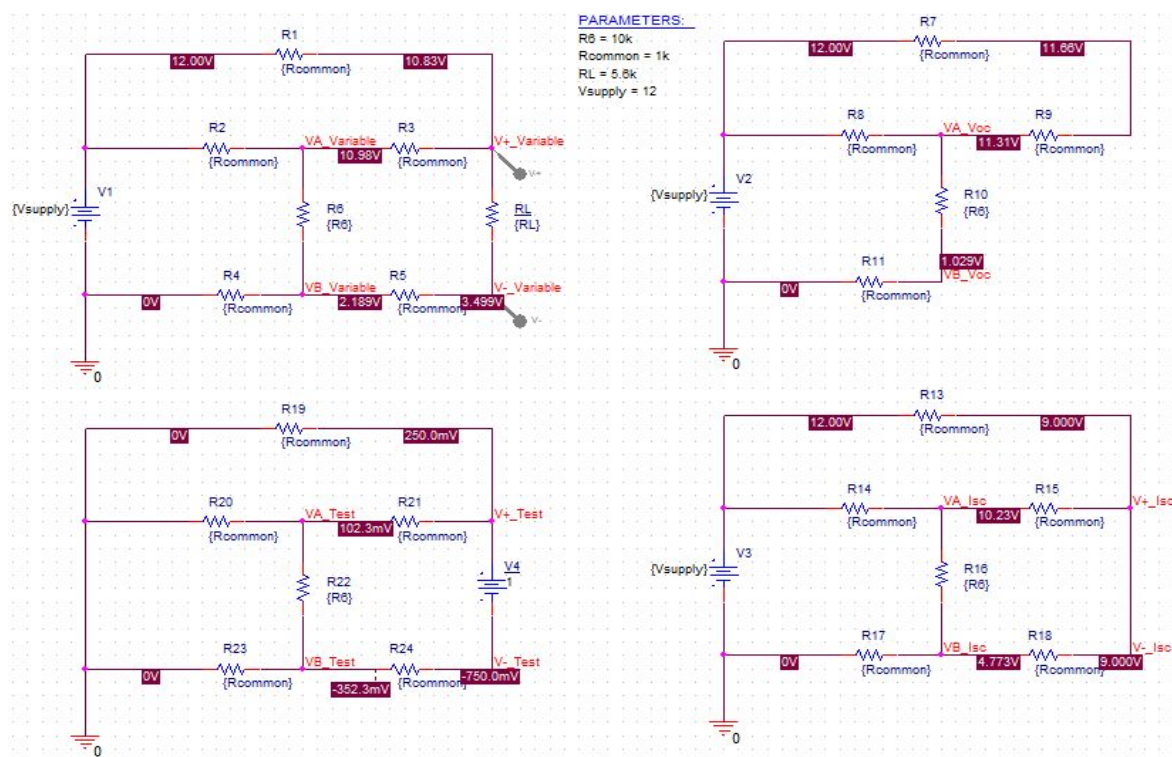 R1
12.00V
10.83V
{Rcommon}
R2
VA_Variable
R3
V+_Variable
10.98V
{Rcommon}
{Rcommon}
V+
V1
{Vsupply}
R6
{R6}
RL
{RL}
R4
VB_Variable
R5
V-_Variable
0V
{Rcommon}
2.189V
{Rcommon}
3.499V
V-
0
PARAMETERS:
R6 = 10k
Rcommon = 1k
RL = 5.6k
Vsupply = 12
R7
12.00V
11.66V
{Rcommon}
R8
VA_Voc
R9
11.31V
{Rcommon}
{Rcommon}
V2
{Vsupply}
R10
{R6}
R11
1.029V
VB_Voc
0V
{Rcommon}
0
R19
0V
250.0mV
{Rcommon}
R20
VA_Test
R21
V+_Test
102.3mV
{Rcommon}
{Rcommon}
V4
1
R22
{R6}
R23
VB_Test
R24
V-_Test
0V
{Rcommon}
-352.3mV
{Rcommon}
-750.0mV
0
R13
12.00V
9.000V
{Rcommon}
R14
VA_Isc
R15
V+_Isc
10.23V
{Rcommon}
{Rcommon}
V3
{Vsupply}
R16
{R6}
R17
VB_Isc
R18
V-_Isc
0V
{Rcommon}
4.773V
{Rcommon}
9.000V
0